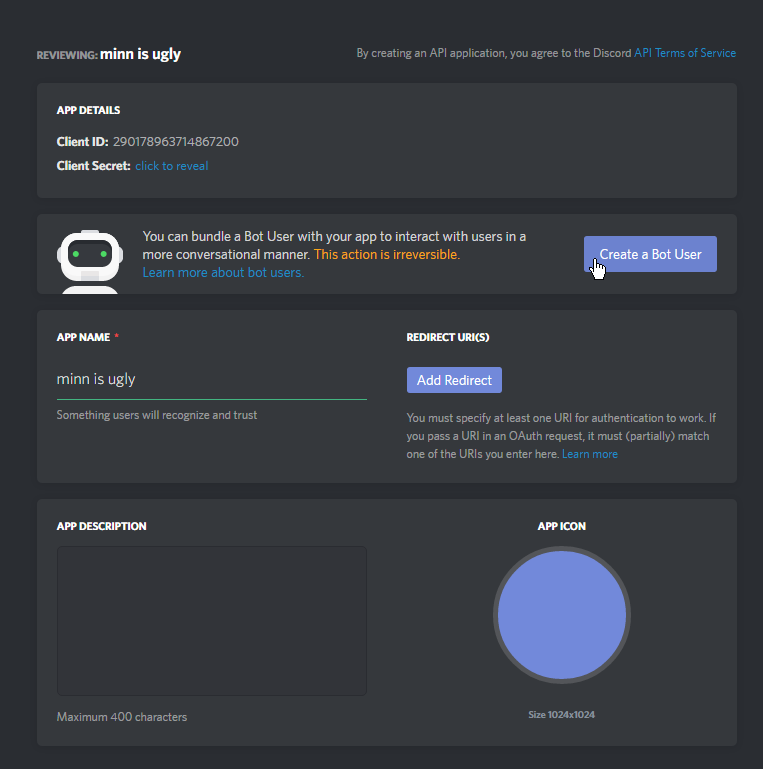 REVIEWING: minn is ugly
By creating an API application, you agree to the Discord API Terms of Service
APP DETAILS
Client ID: 290178963714867200
Client Secret: click to reveal
You can bundle a Bot User with your app to interact with users in a
more conversational manner. This action is irreversible.
Learn more about bot users.
Create a Bot User
APP NAME *
minn is ugly
Something users will recognize and trust
REDIRECT URI(S)
Add Redirect
You must specify at least one URI for authentication to work. If
you pass a URI in an OAuth request, it must (partially) match
one of the URIs you enter here. Learn more
APP DESCRIPTION
Maximum 400 characters
APP ICON
Size 1024x1024